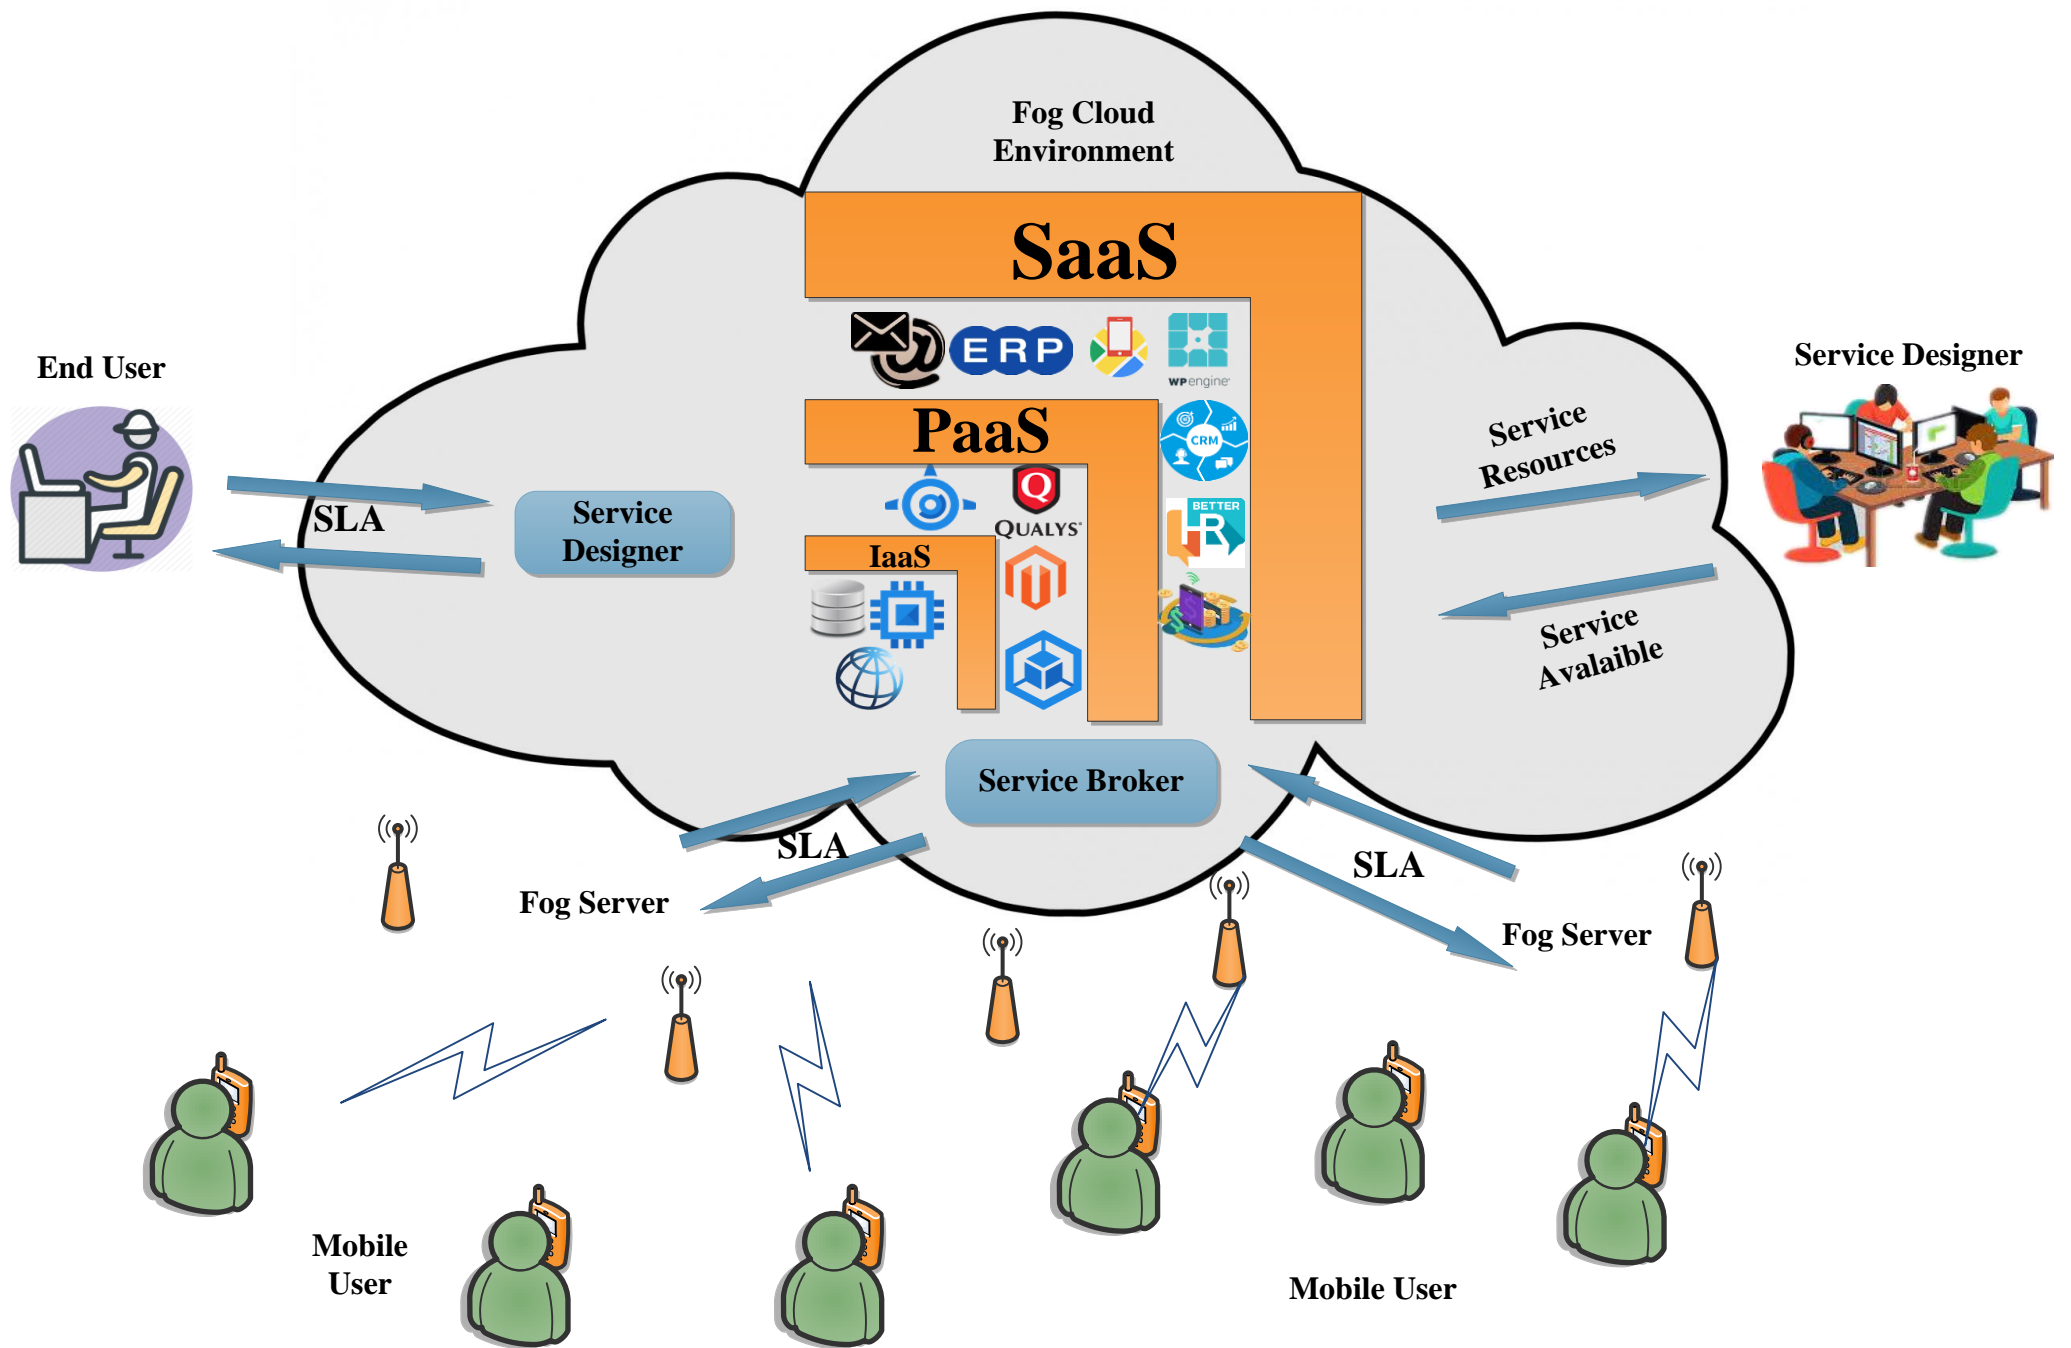 Fog Cloud
Environment
SaaS
ERP
WPengine
End User
Service Designer
PaaS
CRM
Service
Resources
Q
QUALYS
BETTER
HR
SLA
Service
Designer
IaaS
Service
Avalaible
Service Broker
SLA
SLA
Fog Server
Fog Server
Mobile
User
Mobile User